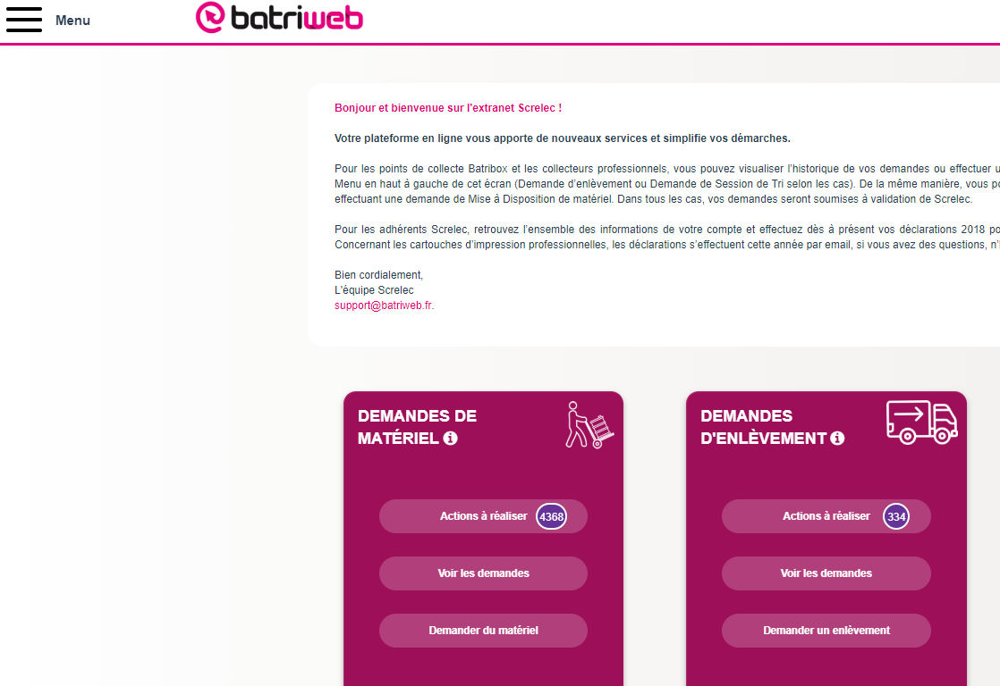 Menu
batriweb
Bonjour et bienvenue sur l'extranet Screlec !
Votre plateforme en ligne vous apporte de nouveaux services et simplifie vos démarches.
Pour les points de collecte Batribox et les collecteurs professionnels, vous pouvez visualiser l'historique de vos demandes ou effectuer
Menu en haut à gauche de cet écran (Demande d'enlèvement ou Demande de Session de Tri selon les cas). De la même manière, vous
effectuant une demande de Mise à Disposition de matériel. Dans tous les cas, vos demandes seront soumises à validation de Screlec.
Pour les adhérents Screlec, retrouvez l'ensemble des informations de votre compte et effectuez dès à présent vos déclarations 2018
Concernant les cartouches d'impression professionnelles, les déclarations s'effectuent cette année par email, si vous avez des questions,
Bien cordialement,
L'équipe Screlec
support@batriweb.fr.
DEMANDES DE
MATÉRIEL
Actions à réaliser 4368
Voir les demandes
Demander du matériel
DEMANDES
D'ENLÈVEMENT
Actions à réaliser 334
Voir les demandes
Demander un enlèvement